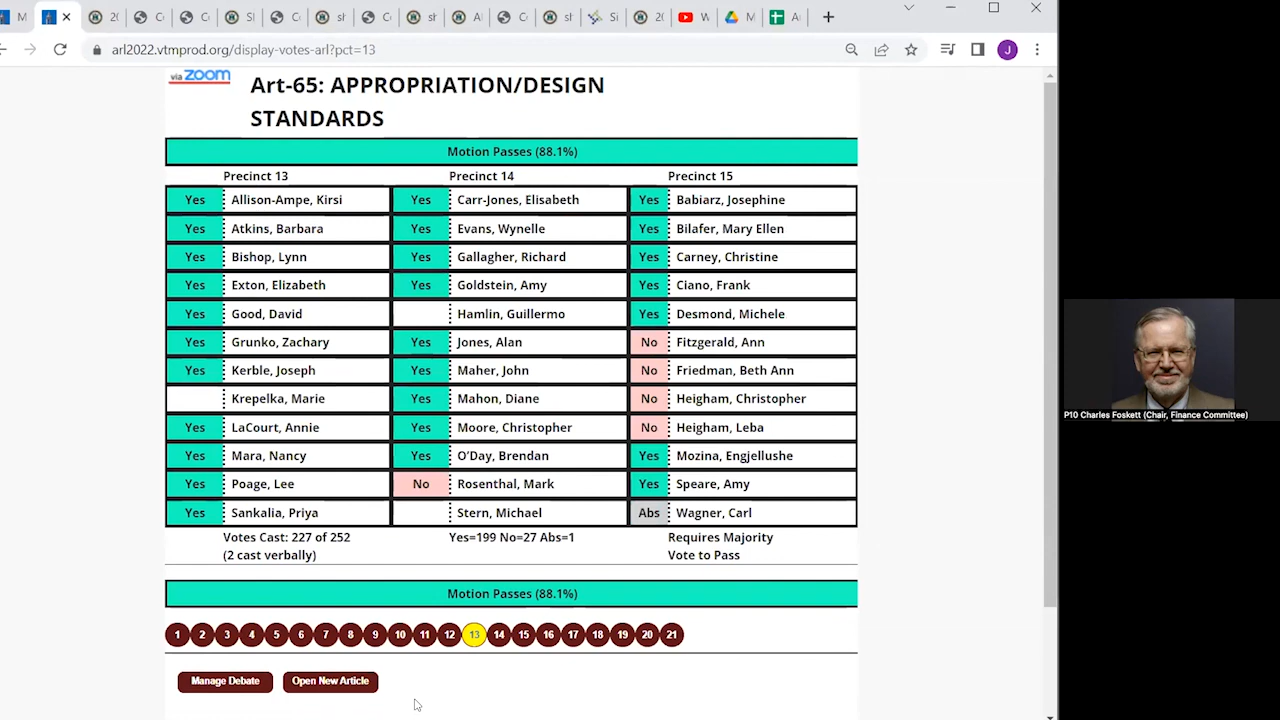 M
2(
C
C
S
C
sh
C
sh
A
C
sh
Si
2(
W
M
A
arl2022.vtmprod.org/display-votes-arl?pct=13
J
via zoom
Art-65: APPROPRIATION/DESIGN
STANDARDS
Motion Passes (88.1%)
Precinct 13 Precinct 14 Precinct 15
Yes Allison-Ampe, Kirsi Yes Carr-Jones, Elisabeth Yes Babiarz, Josephine
Yes Atkins, Barbara Yes Evans, Wynelle Yes Bilafer, Mary Ellen
Yes Bishop, Lynn Yes Gallagher, Richard Yes Carney, Christine
Yes Exton, Elizabeth Yes Goldstein, Amy Yes Ciano, Frank
Yes Good, David Hamlin, Guillermo Yes Desmond, Michele
Yes Grunko, Zachary Yes Jones, Alan No Fitzgerald, Ann
Yes Kerble, Joseph Yes Maher, John No Friedman, Beth Ann
Krepelka, Marie Yes Mahon, Diane No Heigham, Christopher
Yes LaCourt, Annie Yes Moore, Christopher No Heigham, Leba
Yes Mara, Nancy Yes O'Day, Brendan Yes Mozina, Engjellushe
Yes Poage, Lee No Rosenthal, Mark Yes Speare, Amy
Yes Sankalia, Priya Stern, Michael Abs Wagner, Carl
Votes Cast: 227 of 252 Yes=199 No=27 Abs=1 Requires Majority
(2 cast verbally) Vote to Pass
Motion Passes (88.1%)
1 2 3 4 5 6 7 8 9 10 11 12 13 14 15 16 17 18 19 20 21
Manage Debate Open New Article
P10 Charles Foskett (Chair, Finance Committee)